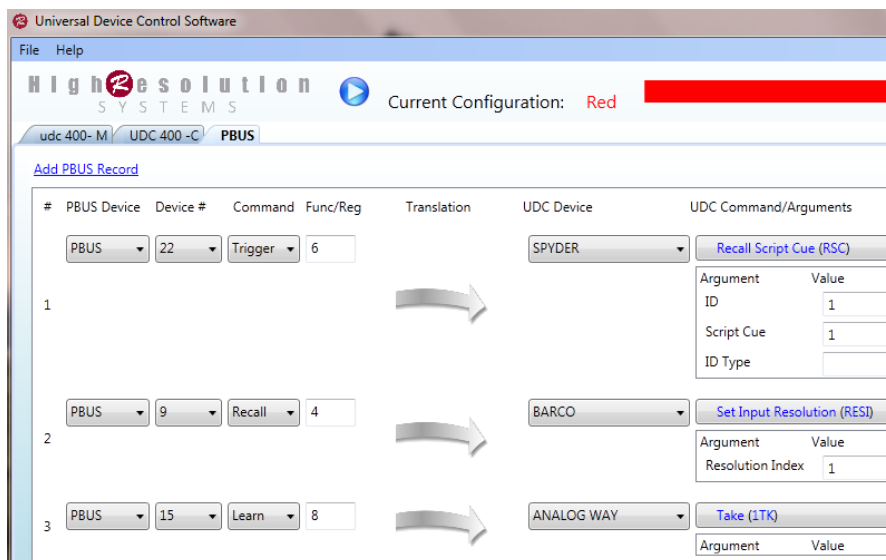 Universal Device Control Software
File Help
HighResolution
SYSTEMS
Current Configuration: Red
udc 400- M UDC 400 -C PBUS
Add PBUS Record
# PBUS Device Device # Command Func/Reg Translation UDC Device UDC Command/Arguments
PBUS 22 Trigger 6 SPYDER Recall Script Cue (RSC)
Argument Value
1 ID 1
Script Cue 1
ID Type
PBUS 9 Recall 4 BARCO Set Input Resolution (RESI)
2 Argument Value
Resolution Index 1
PBUS 15 Learn 8 ANALOG WAY Take (1TK)
3
Argument Value